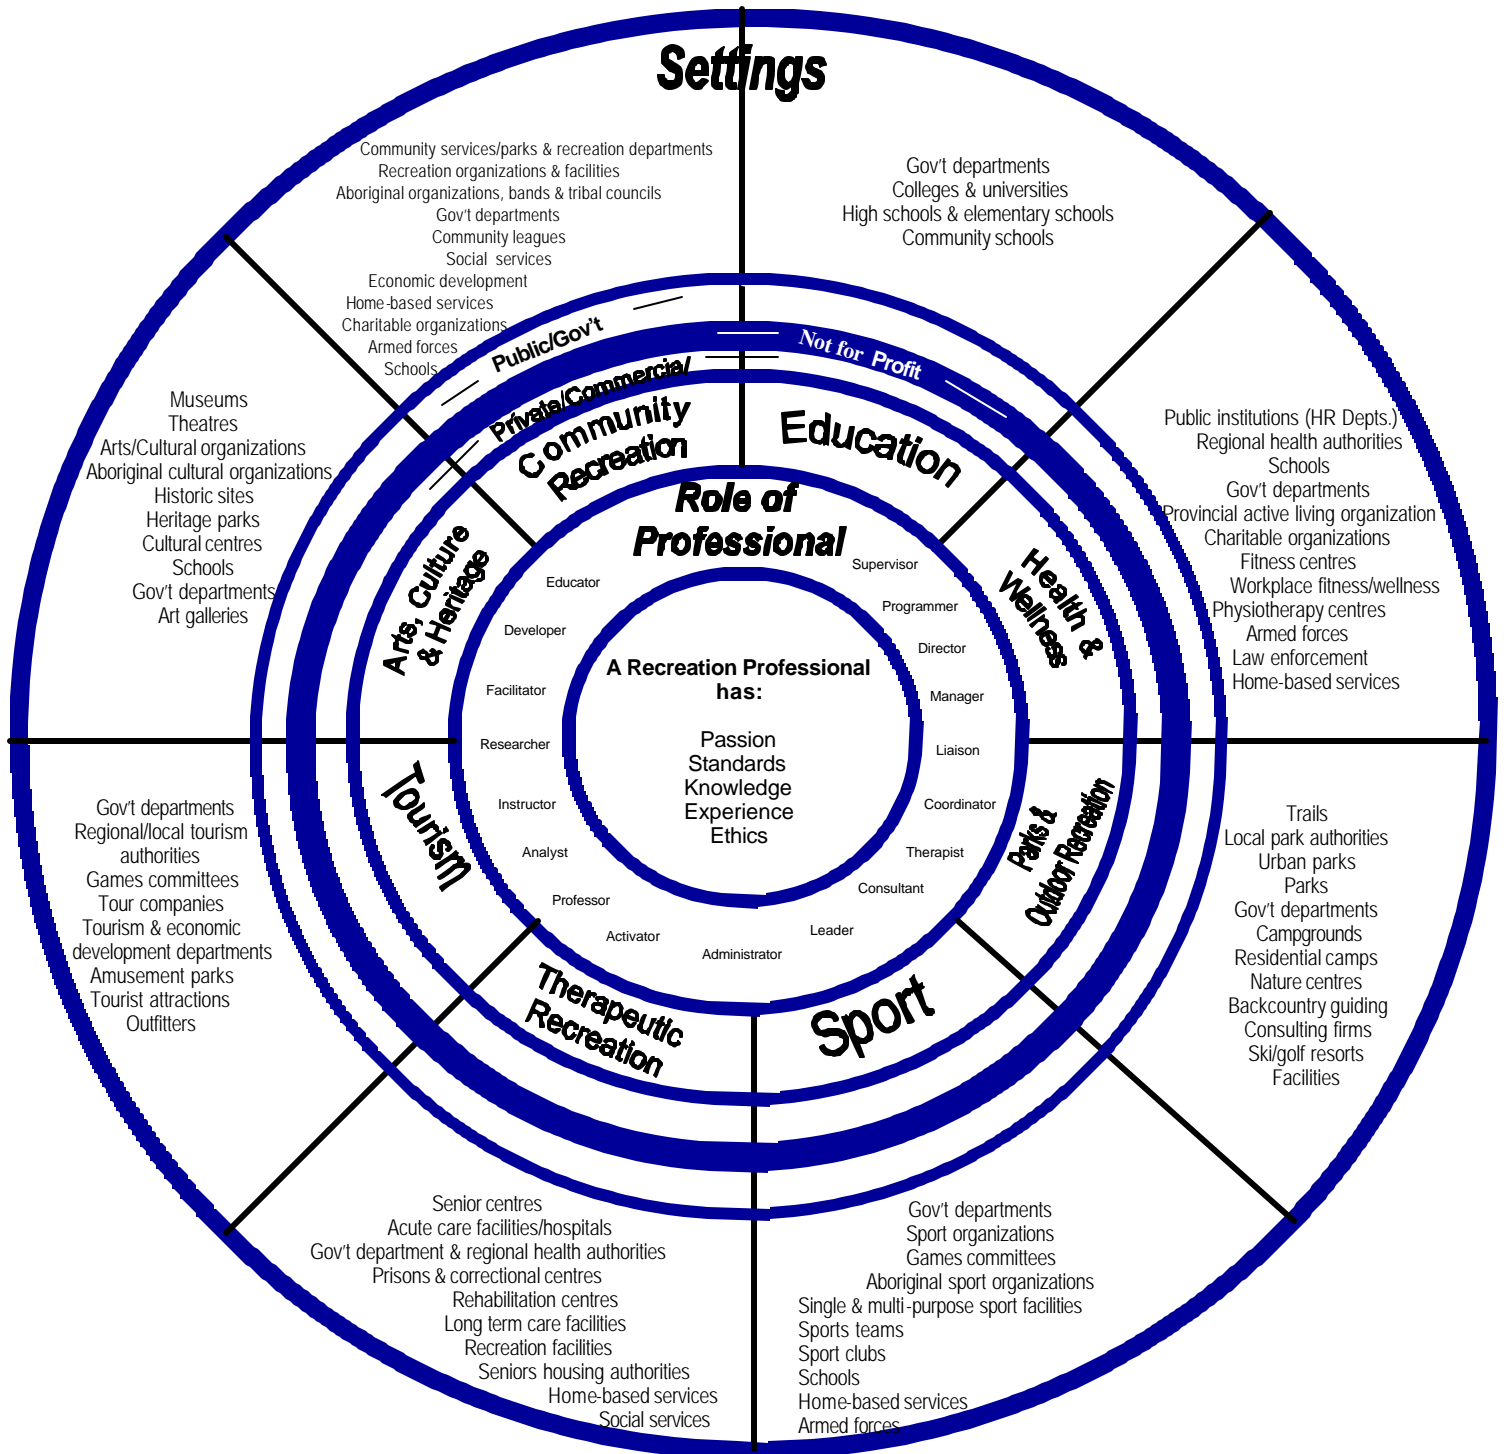 Settings
Community services/parks & recreation departments
Recreation organizations & facilities
Aboriginal organizations, bands & tribal councils
Gov't departments
Community leagues
Social services
Economic development
Home-based services
Charitable organizations
Armed forces
Schools
Gov't departments
Colleges & universities
High schools & elementary schools
Community schools
Public institutions (HR Depts.)
Regional health authorities
Schools
Gov't departments
Provincial active living organization
Charitable organizations
Fitness centres
Workplace fitness/wellness
Physiotherapy centres
Armed forces
Law enforcement
Home-based services
Trails
Local park authorities
Urban parks
Parks
Gov't departments
Campgrounds
Residential camps
Nature centres
Backcountry guiding
Consulting firms
Ski/golf resorts
Facilities
Gov't departments
Sport organizations
Games committees
Aboriginal sport organizations
Single & multi-purpose sport facilities
Sports teams
Sport clubs
Schools
Home-based services
Armed forces
Senior centres
Acute care facilities/hospitals
Gov't department & regional health authorities
Prisons & correctional centres
Rehabilitation centres
Long term care facilities
Recreation facilities
Seniors housing authorities
Home-based services
Social services
Gov't departments
Regional/local tourism
authorities
Games committees
Tour companies
Tourism & economic
development departments
Amusement parks
Tourist attractions
Outfitters
Museums
Theatres
Arts/Cultural organizations
Aboriginal cultural organizations
Historic sites
Heritage parks
Cultural centres
Schools
Gov't departments
Art galleries
Public/Gov't
Not for Profit
Private/Commercial/
Community
Recreation
Education
Health &
Wellness
Parks &
Outdoor Recreation
Sport
Therapeutic
Recreation
Tourism
Arts, Culture
& Heritage
Role of
Professional
Supervisor
Programmer
Director
Manager
Liaison
Coordinator
Therapist
Consultant
Leader
Administrator
Activator
Professor
Analyst
Instructor
Researcher
Facilitator
Developer
Educator
A Recreation Professional
has:
Passion
Standards
Knowledge
Experience
Ethics